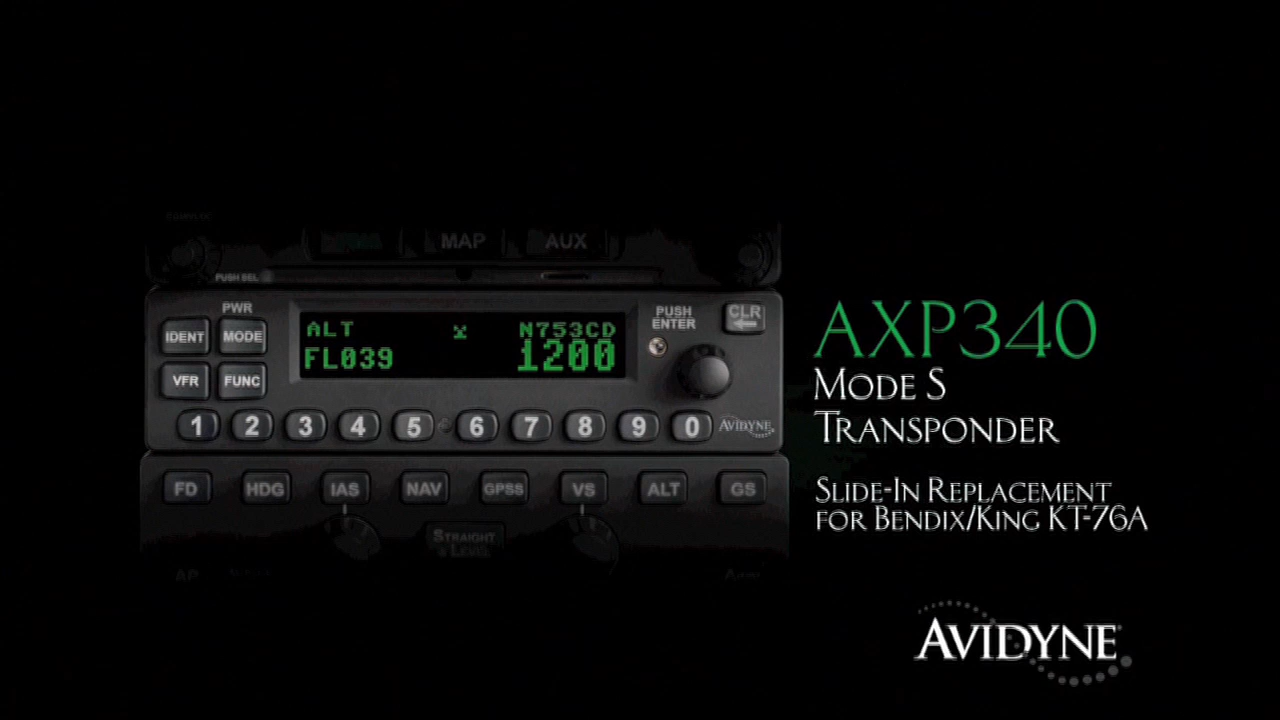 MAP AUX
PUSH SEL
PWR
IDENT MODE
VFR FUNC
ALT N753CD
FL039 1200
PUSH
ENTER
CLR
1 2 3 4 5 6 7 8 9 0 AVIDYNE
FD HDG IAS NAV GPSS VS ALT GS
STRAIGHT
& LEVEL
AP
AXP340
MODE S
TRANSPONDER
SLIDE-IN REPLACEMENT
FOR BENDIX/KING KT-76A
AVIDYNE